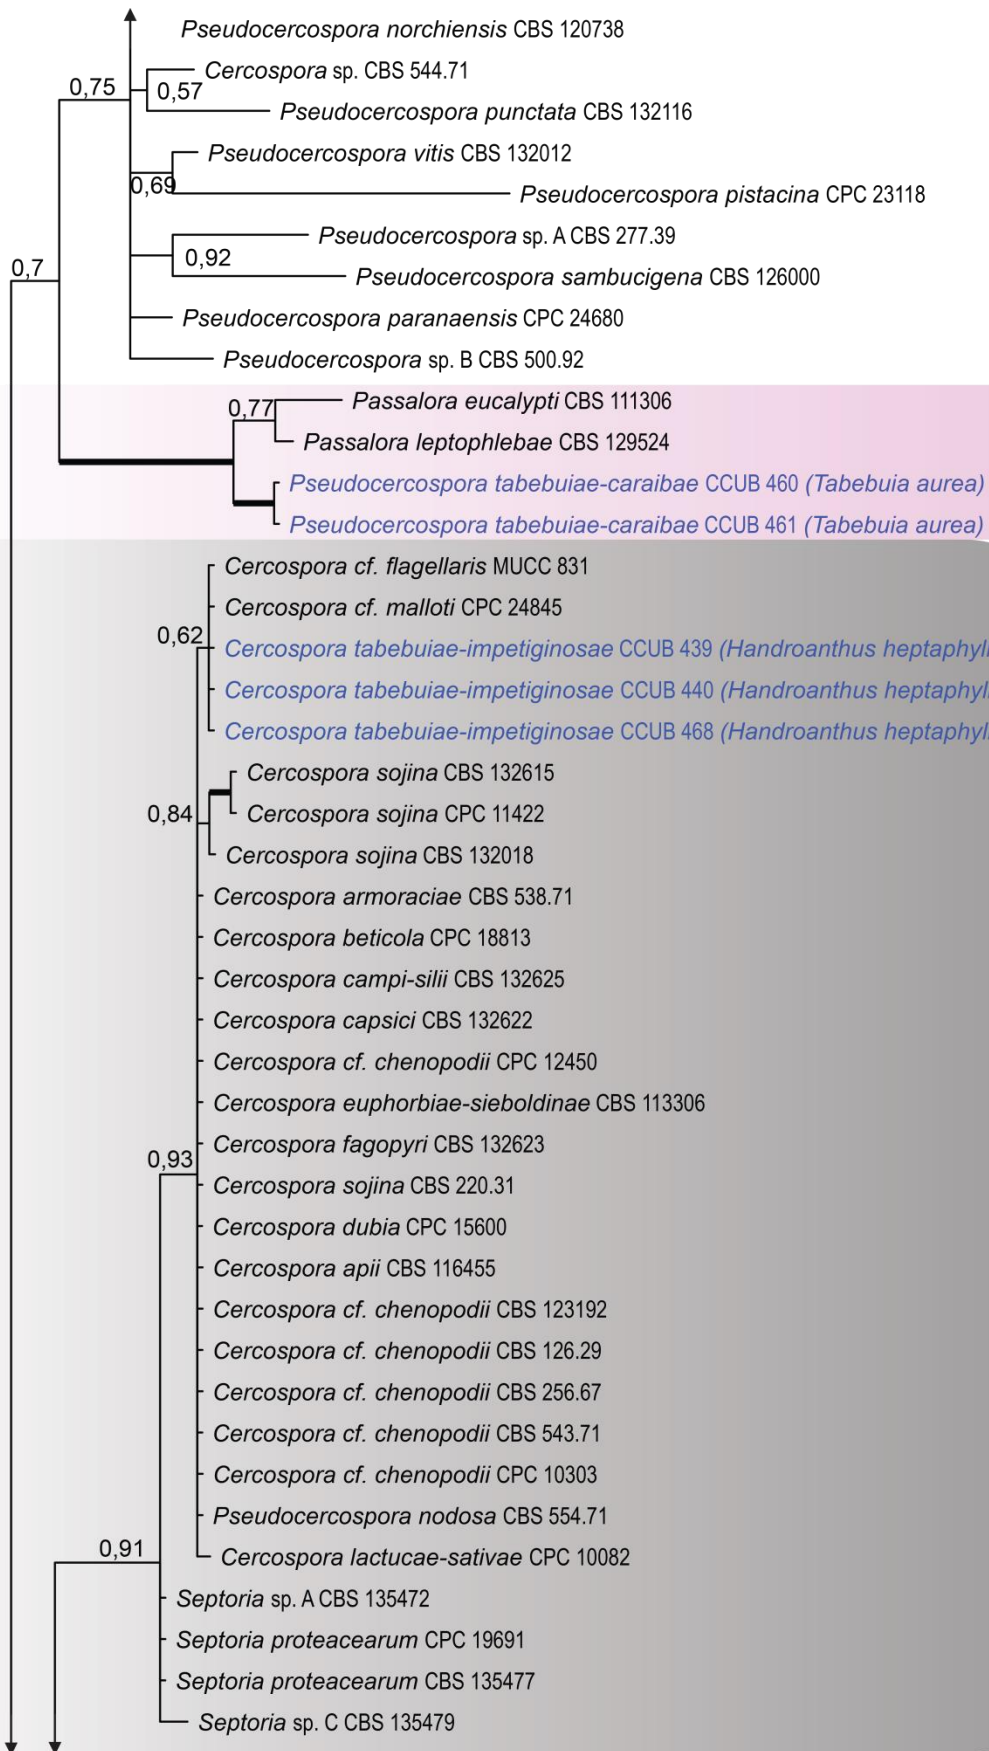 Pseudocercospora norchiensis CBS 120738
Cercospora sp. CBS 544.71
0,75
0,57
Pseudocercospora punctata CBS 132116
Pseudocercospora vitis CBS 132012
0,69
Pseudocercospora pistacina CPC 23118
Pseudocercospora sp. A CBS 277.39
0,92
0,7
Pseudocercospora sambucigena CBS 126000
Pseudocercospora paranaensis CPC 24680
Pseudocercospora sp. B CBS 500.92
Passalora eucalypti CBS 111306
0,77
Passalora leptophlebae CBS 129524
Pseudocercospora tabebuiae-caraibae CCUB 460 (Tabebuia aurea)
Pseudocercospora tabebuiae-caraibae CCUB 461 (Tabebuia aurea)
Cercospora cf. flagellaris MUCC 831
Cercospora cf. malloti CPC 24845
0,62
Cercospora tabebuiae-impetiginosae CCUB 439 (Handroanthus heptaphyll
Cercospora tabebuiae-impetiginosae CCUB 440 (Handroanthus heptaphyll
Cercospora tabebuiae-impetiginosae CCUB 468 (Handroanthus heptaphyll
Cercospora sojina CBS 132615
0,84
Cercospora sojina CPC 11422
Cercospora sojina CBS 132018
Cercospora armoraciae CBS 538.71
Cercospora beticola CPC 18813
Cercospora campi-silii CBS 132625
Cercospora capsici CBS 132622
Cercospora cf. chenopodii CPC 12450
Cercospora euphorbiae-sieboldinae CBS 113306
Cercospora fagopyri CBS 132623
0,93
Cercospora sojina CBS 220.31
Cercospora dubia CPC 15600
Cercospora apii CBS 116455
Cercospora cf. chenopodii CBS 123192
Cercospora cf. chenopodii CBS 126.29
Cercospora cf. chenopodii CBS 256.67
Cercospora cf. chenopodii CBS 543.71
Cercospora cf. chenopodii CPC 10303
Pseudocercospora nodosa CBS 554.71
0,91
Cercospora lactucae-sativae CPC 10082
Septoria sp. A CBS 135472
Septoria proteacearum CPC 19691
Septoria proteacearum CBS 135477
Septoria sp. C CBS 135479